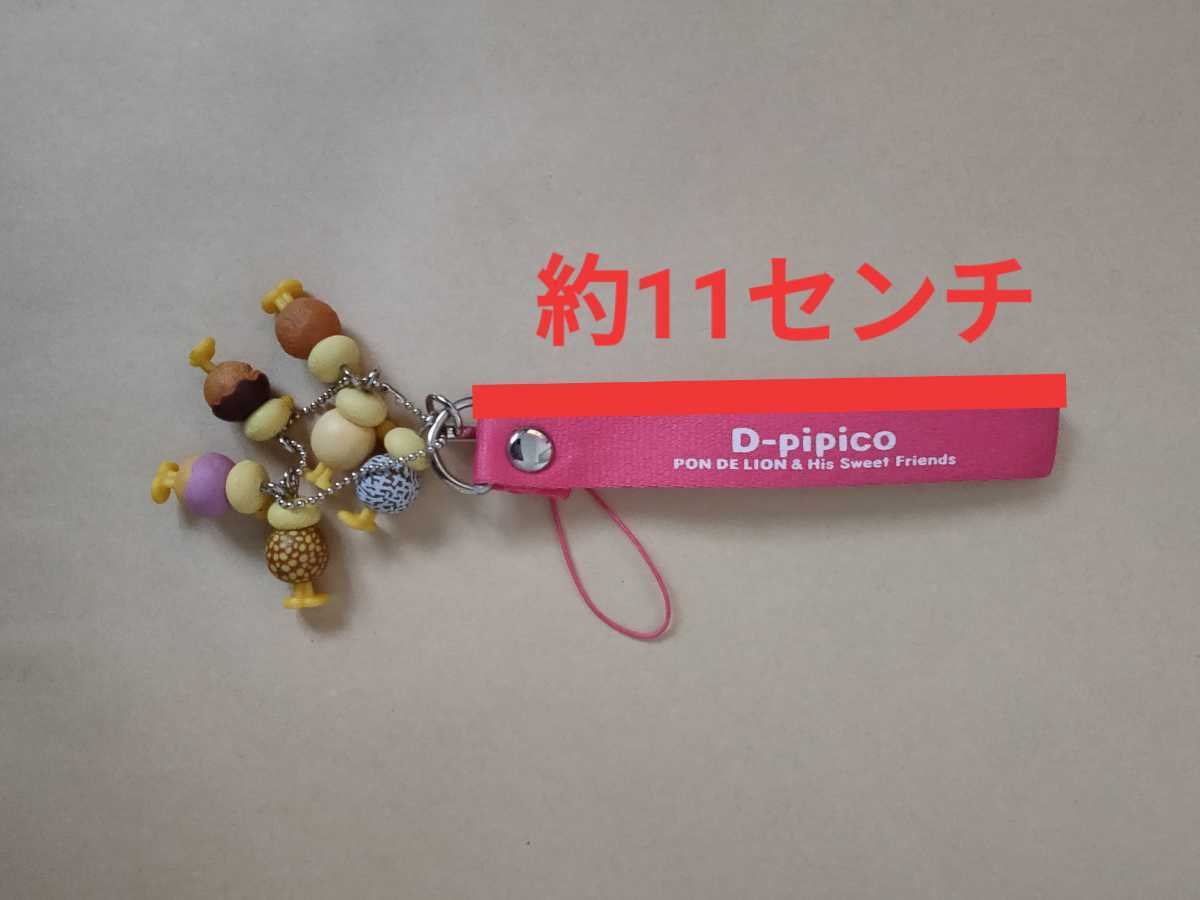 約11センチ
D-pipico
PON DE LION & His Sweet Friends